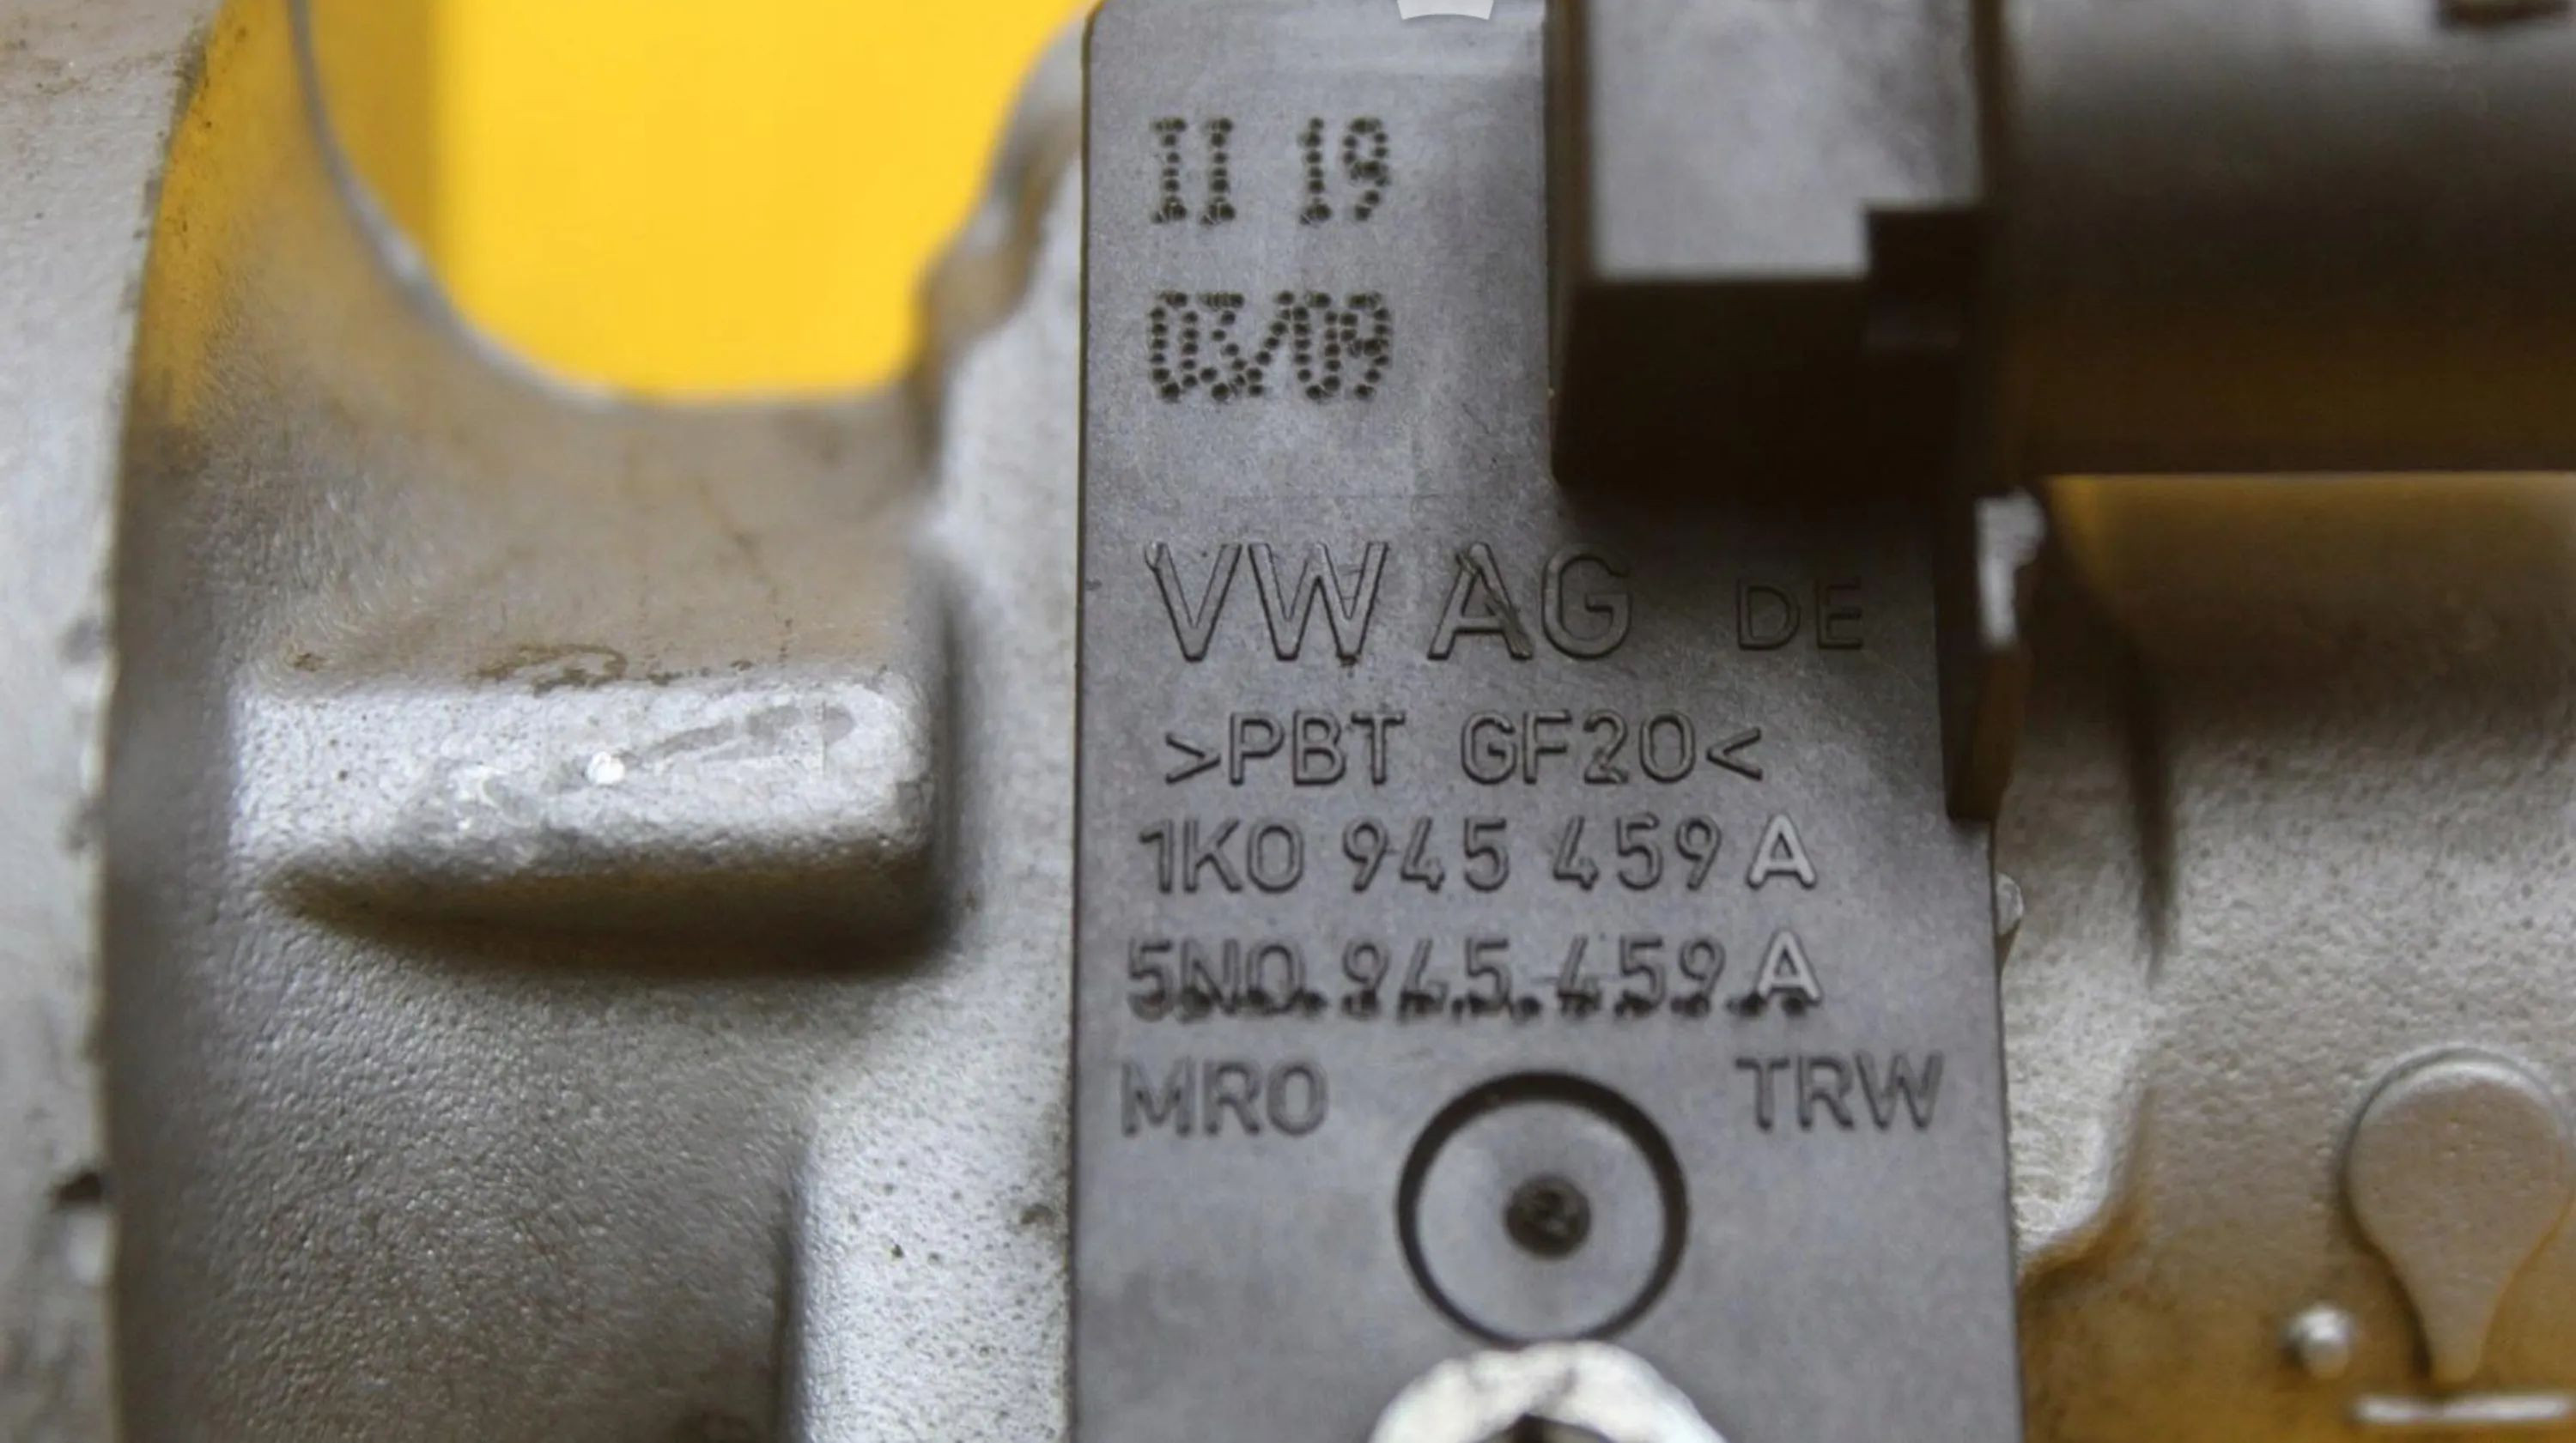 II 19
03/09
VW AG DE
>PBT GF20<
1K0 945 459 A
5N0 945 459 A
MRO TRW